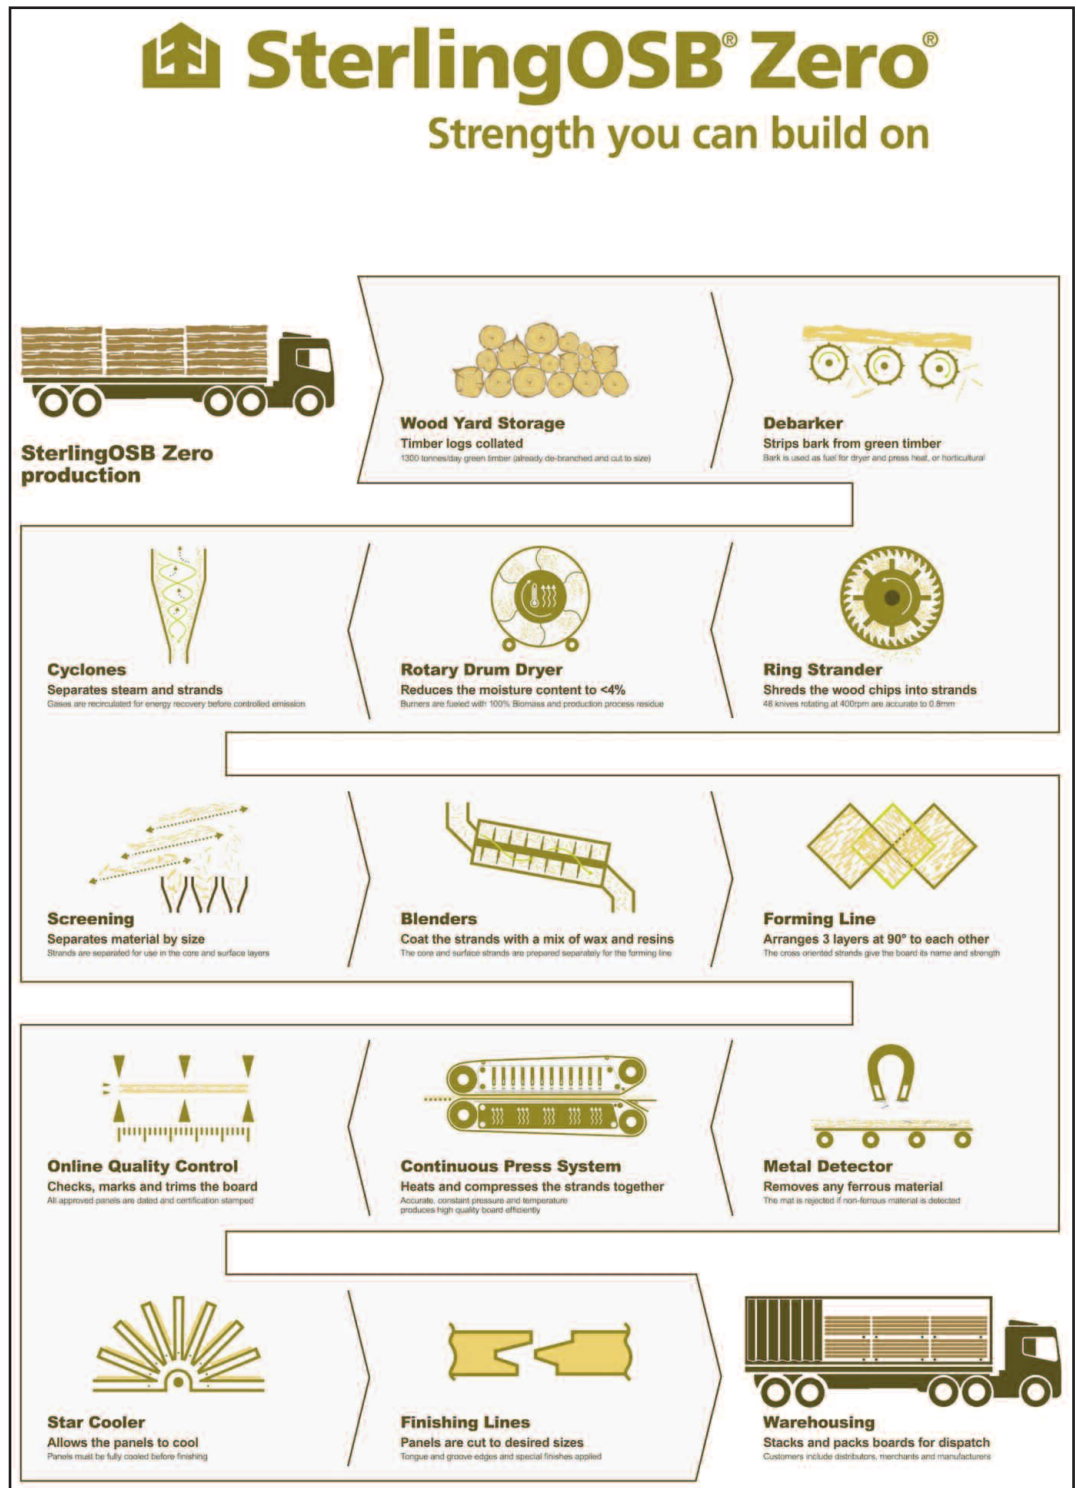 SterlingOSB® Zero®
Strength you can build on
SterlingOSB Zero
production
Wood Yard Storage
Timber logs collated
1300 tonnes/day green timber (already de-branched and cut to size)
Debarker
Strips bark from green timber
Bark is used as fuel for dryer and press heat, or horticultural
Ring Strander
Shreds the wood chips into strands
48 knives rotating at 400rpm are accurate to 0.8mm
Rotary Drum Dryer
Reduces the moisture content to <4%
Burners are fueled with 100% Biomass and production process residue
Cyclones
Separates steam and strands
Gases are recirculated for energy recovery before controlled emission
Screening
Separates material by size
Strands are separated for use in the core and surface layers
Blenders
Coat the strands with a mix of wax and resins
The core and surface strands are prepared separately for the forming line
Forming Line
Arranges 3 layers at 90° to each other
The cross oriented strands give the board its name and strength
Metal Detector
Removes any ferrous material
The mat is rejected if non-ferrous material is detected
Continuous Press System
Heats and compresses the strands together
Accurate, constant pressure and temperature
produces high quality board efficiently
Online Quality Control
Checks, marks and trims the board
All approved panels are dated and certification stamped
Star Cooler
Allows the panels to cool
Panels must be fully cooled before finishing
Finishing Lines
Panels are cut to desired sizes
Tongue and groove edges and special finishes applied
Warehousing
Stacks and packs boards for dispatch
Customers include distributors, merchants and manufacturers